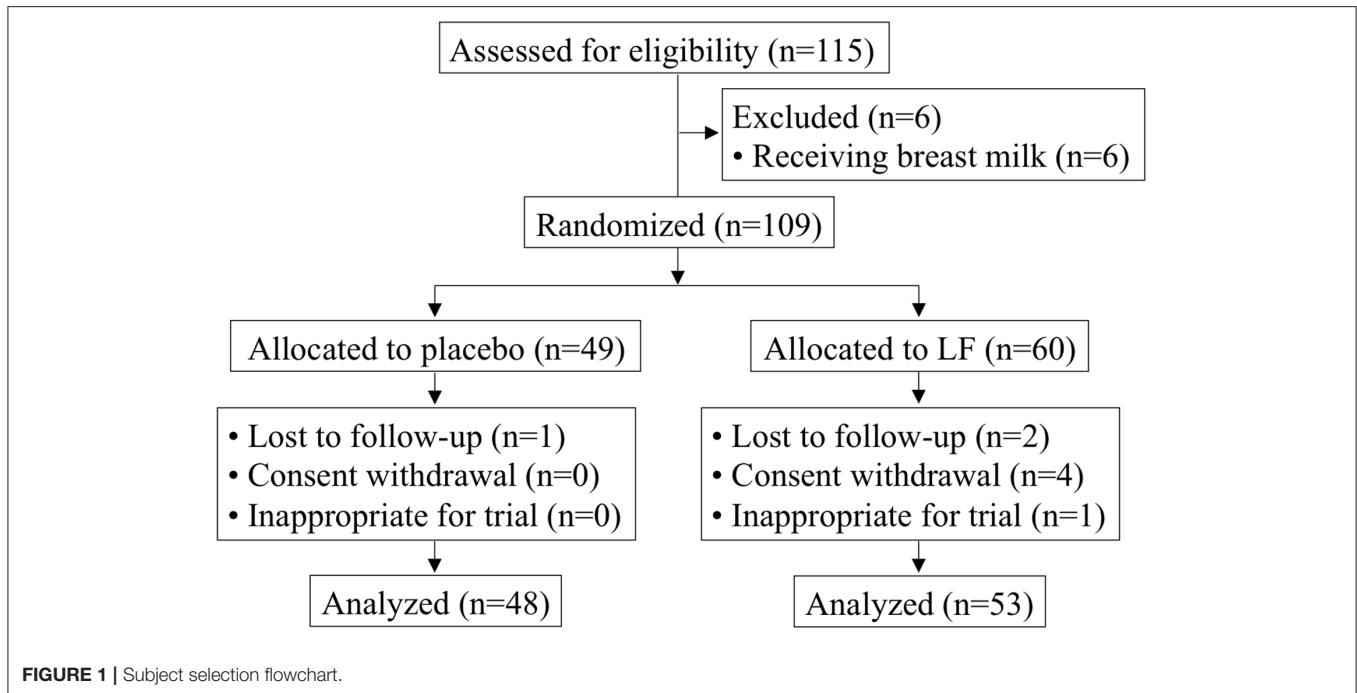 Assessed for eligibility (n=115)
Excluded (n=6)
• Receiving breast milk (n=6)
Randomized (n=109)
Allocated to placebo (n=49)
Allocated to LF (n=60)
• Lost to follow-up (n=1)
• Consent withdrawal (n=0)
• Inappropriate for trial (n=0)
• Lost to follow-up (n=2)
• Consent withdrawal (n=4)
• Inappropriate for trial (n=1)
Analyzed (n=48)
Analyzed (n=53)
FIGURE 1 | Subject selection flowchart.